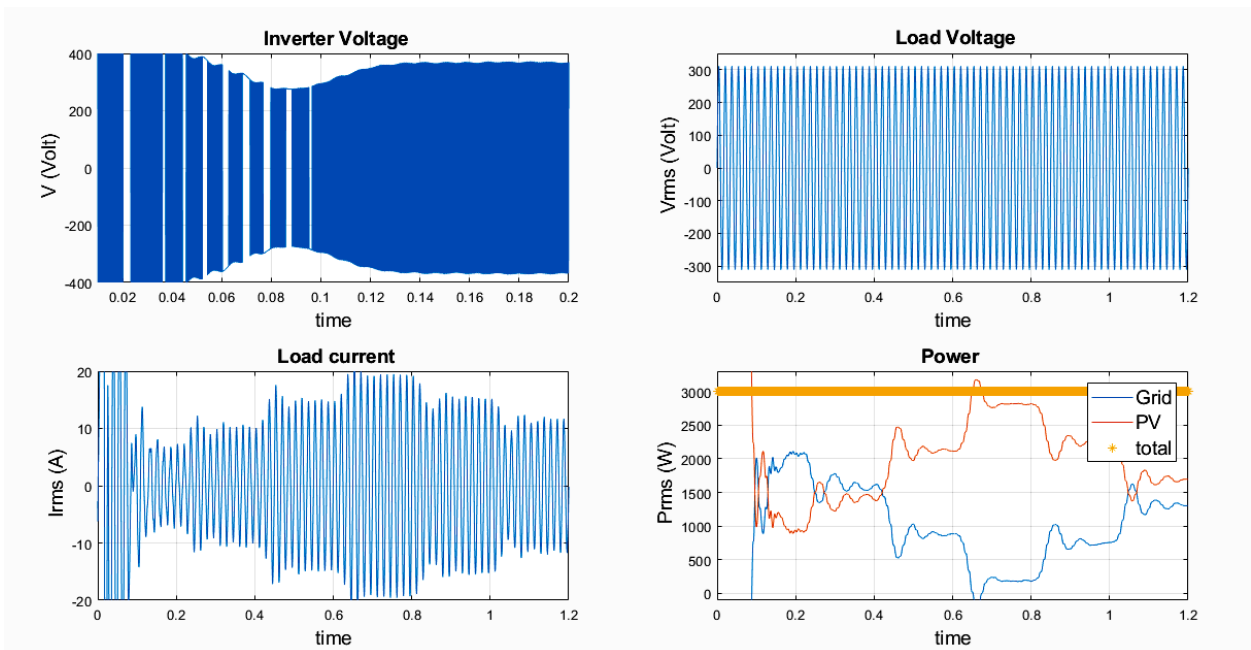 Inverter Voltage
400
200
0
-200
-400
V (Volt)
0.02 0.04 0.06 0.08 0.1 0.12 0.14 0.16 0.18 0.2
time
Load Voltage
300
200
100
0
-100
-200
-300
Vrms (Volt)
0 0.2 0.4 0.6 0.8 1 1.2
time
Load current
20
10
0
-10
-20
Irms (A)
0 0.2 0.4 0.6 0.8 1 1.2
time
Power
3000
2500
2000
1500
1000
500
0
Prms (W)
Grid
PV
total
0 0.2 0.4 0.6 0.8 1 1.2
time